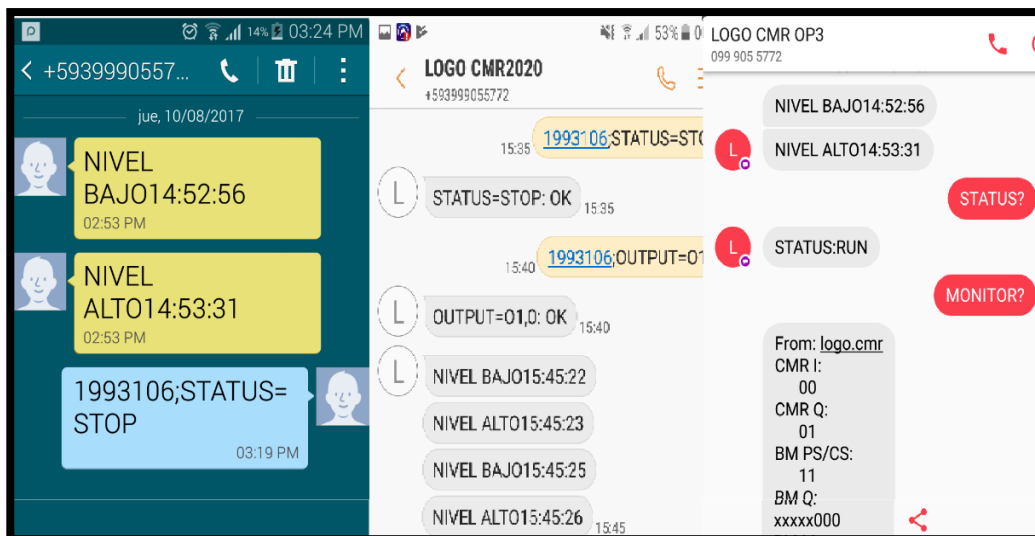 14% 03:24 PM
+5939990557...
jue, 10/08/2017
NIVEL
BAJO14:52:56
02:53 PM
NIVEL
ALTO14:53:31
02:53 PM
1993106;STATUS=
STOP
03:19 PM
53%
LOGO CMR2020
+593999055772
1993106;STATUS=STO
15:35
STATUS=STOP: OK
15:35
1993106;OUTPUT=O1
15:40
OUTPUT=O1,0: OK
15:40
NIVEL BAJO15:45:22
NIVEL ALTO15:45:23
NIVEL BAJO15:45:25
NIVEL ALTO15:45:26
15:45
LOGO CMR OP3
099 905 5772
NIVEL BAJO14:52:56
L
NIVEL ALTO14:53:31
STATUS?
L
STATUS:RUN
MONITOR?
From: logo.cmr
CMR I:
00
CMR Q:
01
BM PS/CS:
11
BM Q:
xxxxx000